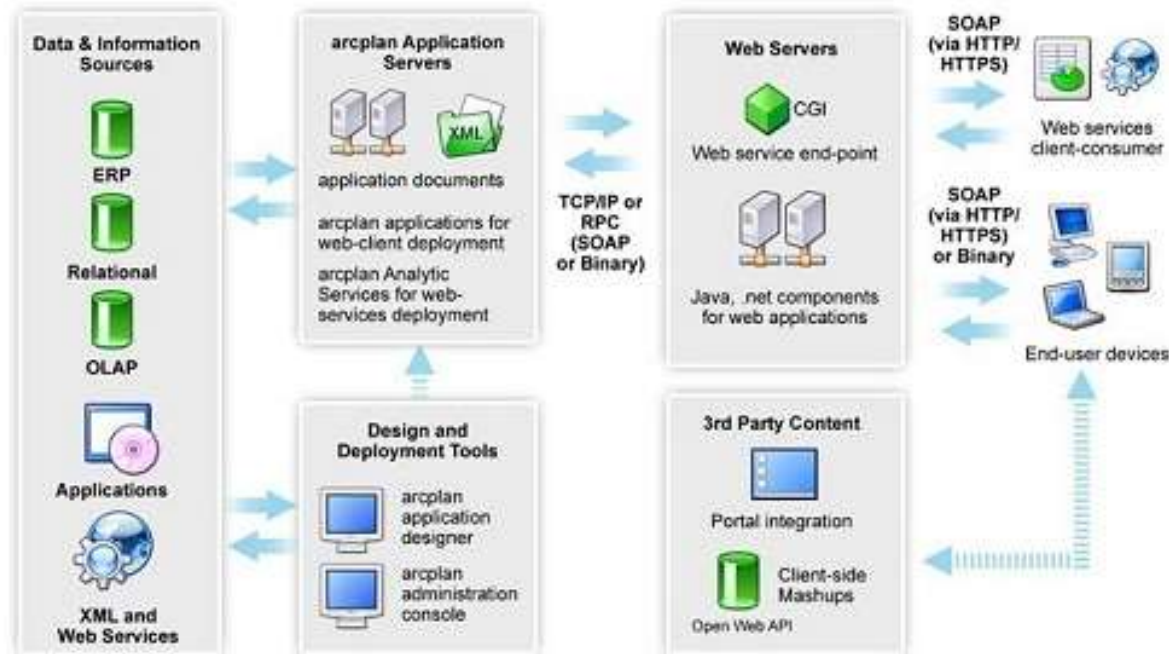 Data & Information
Sources
ERP
Relational
OLAP
Applications
XML and
Web Services
arcplan Application
Servers
XML
application documents
arcplan applications for
web-client deployment
arcplan Analytic
Services for web-
services deployment
Design and
Deployment Tools
arcplan
application
designer
arcplan
administration
console
TCP/IP or
RPC
(SOAP
or Binary)
Web Servers
CGI
Web service end-point
Java, .net components
for web applications
3rd Party Content
Portal integration
Client-side
Mashups
Open Web API
SOAP
(via HTTP/
HTTPS)
Web services
client-consumer
SOAP
(via HTTP/
HTTPS)
or Binary
End-user devices